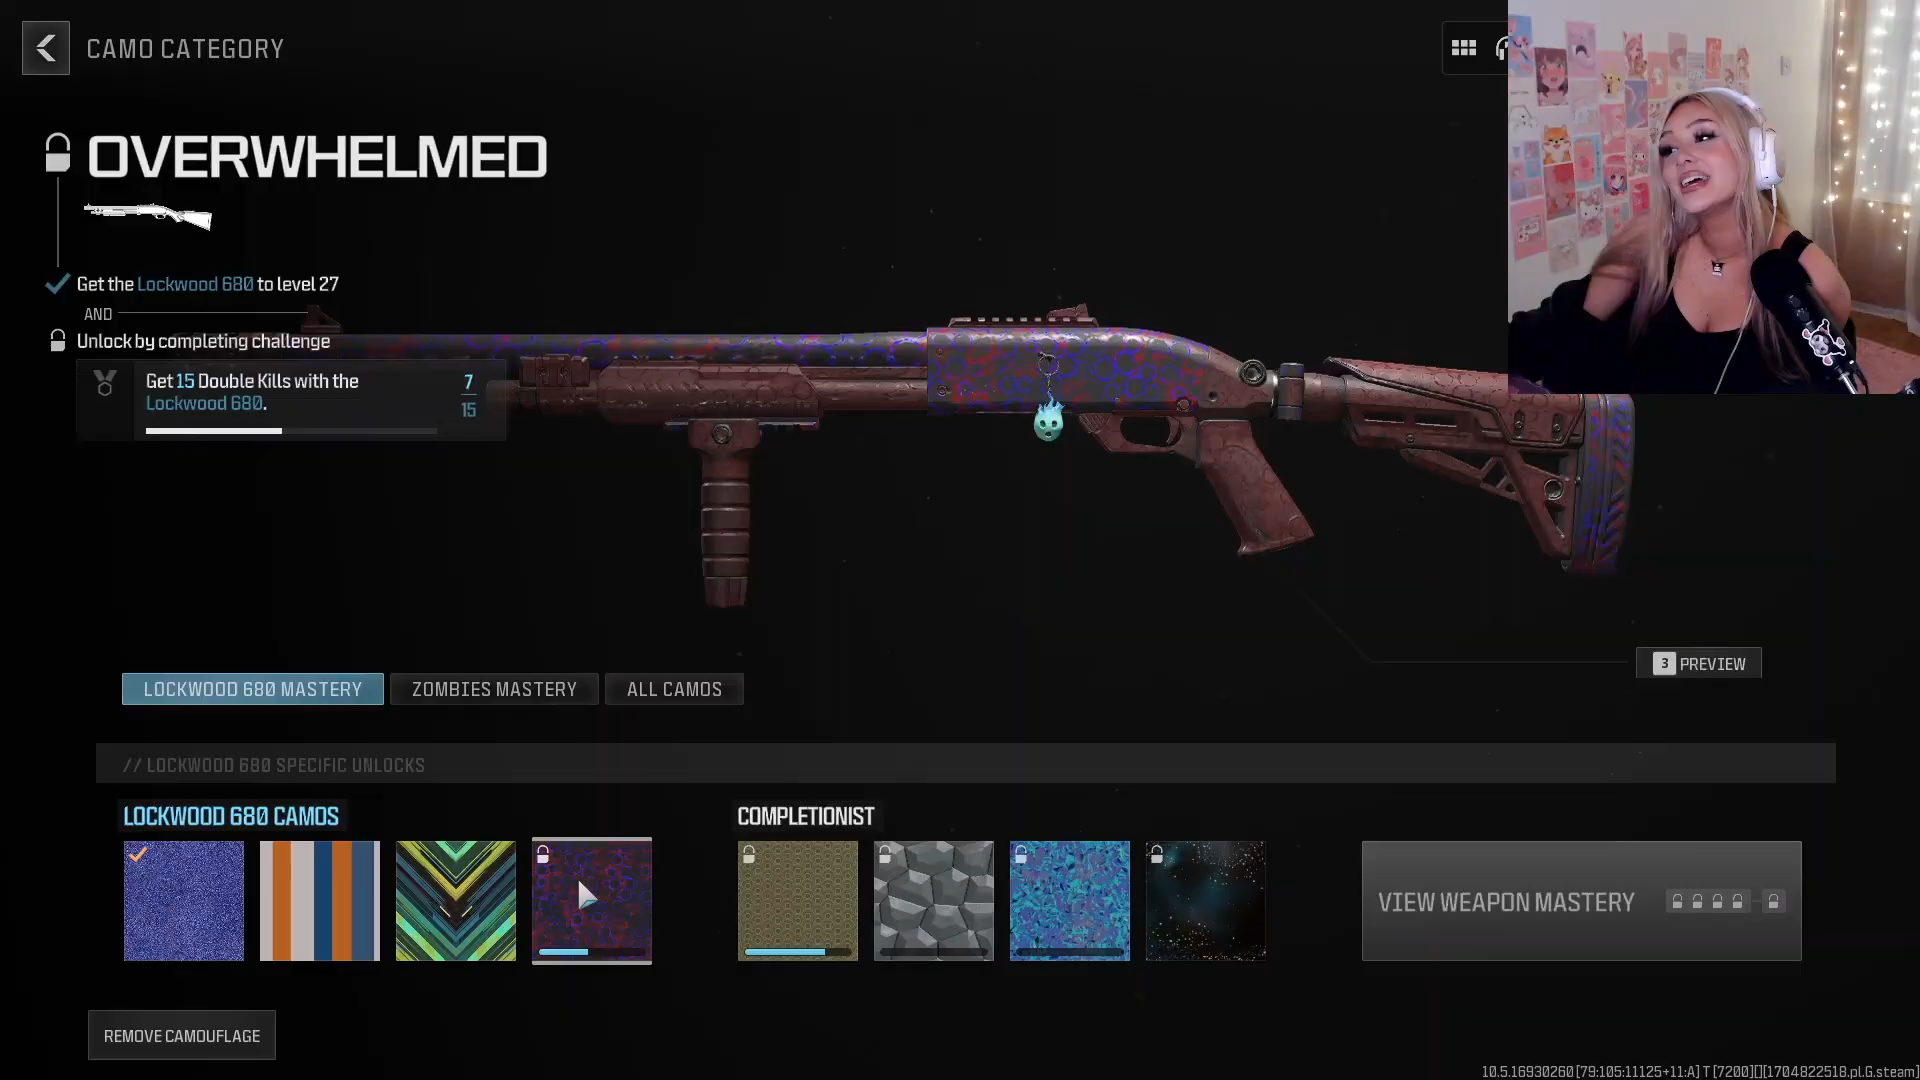 CAMO CATEGORY
OVERWHELMED
Get the Lockwood 680 to level 27
AND
Unlock by completing challenge
Get 15 Double Kills with the
Lockwood 680.
7
15
3 PREVIEW
LOCKWOOD 680 MASTERY
ZOMBIES MASTERY
ALL CAMOS
// LOCKWOOD 680 SPECIFIC UNLOCKS
LOCKWOOD 680 CAMOS
COMPLETIONIST
VIEW WEAPON MASTERY
REMOVE CAMOUFLAGE
10.5.16930260 [79:105:11125+11:A] T [7200][][1704822518.pl.G.steam]